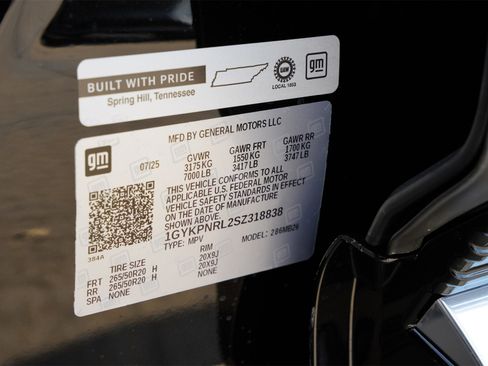 BUILT WITH PRIDE
Spring Hill, Tennessee
UAW
LOCAL 1853
gm
gm
MFD BY GENERAL MOTORS LLC
07/25 GVWR GAWR FRT GAWR RR
3175 KG 1550 KG 1700 KG
7000 LB 3417 LB 3747 LB
THIS VEHICLE CONFORMS TO ALL
APPLICABLE U.S. FEDERAL MOTOR
VEHICLE SAFETY STANDARDS IN EFFECT
ON THE DATE OF MANUFACTURE
SHOWN ABOVE.
1GYKPNRL2SZ318838
TYPE: MPV MODEL: 266MB26
384A
TIRE SIZE RIM
FRT 265/50R20 H 20X9J
RR 265/50R20 H 20X9J
SPA NONE NONE